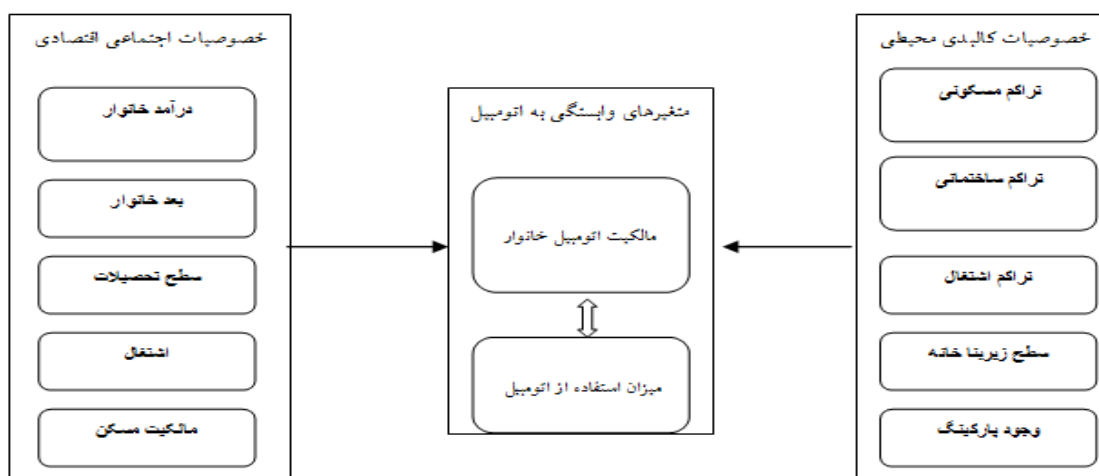 خصوصیات کالبدی محیطی
تراکم مسکونی
تراکم ساختمانی
تراکم اشتغال
سطح زیربنا خانه
وجود پارکینگ
متغیرهای وابستگی به اتومبیل
مالکیت اتومبیل خانوار
میزان استفاده از اتومبیل
خصوصیات اجتماعی اقتصادی
درآمد خانوار
بعد خانوار
سطح تحصیلات
اشتغال
مالکیت مسکن